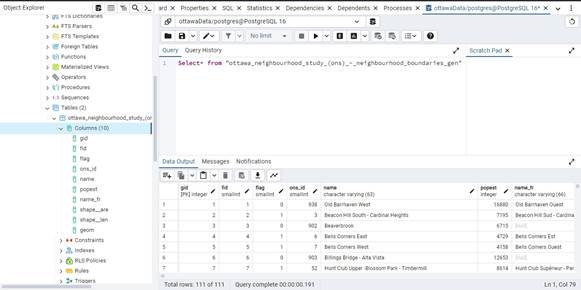 Object Explorer
ard
Properties
SQL
Statistics
Dependencies
Dependents
Processes
ottawaData/postgres@PostgreSQL 16*
FTS Dictionaries
FTS Parsers
FTS Templates
Foreign Tables
Functions
Materialized Views
Operators
Procedures
Sequences
Tables (2)
ottawa_neighbourhood_study_(or
Columns (10)
gid
fid
flag
ons_id
name
popest
name_fr
shape__are
shape__len
geom
Constraints
Indexes
RLS Policies
Rules
Triggers
ottawaData/postgres@PostgreSQL 16
No limit
Query Query History
Scratch Pad
1 Select* from "ottawa_neighbourhood_study_(ons)_-_neighbourhood_boundaries_gen"
Data Output Messages Notifications
gid [PK] integer
fid smallint
flag smallint
ons_id smallint
name character varying (63)
popest integer
name_fr character varying (66)
1 1 1 0 938 Old Barrhaven East 16880 Old Barrhaven Ouest
2 2 1 1 3 Beacon Hill South - Cardinal Heights 7195 Beacon Hill Sud - Cardina
3 3 3 0 902 Beaverbrook 6715 [null]
4 4 4 1 6 Bells Corners East 4729 Bells Corners Est
5 5 5 1 7 Bells Corners West 4158 Bells Corners Ouest
6 6 6 0 903 Billings Bridge - Alta Vista 12653 [null]
7 7 7 1 52 Hunt Club Upper -Blossom Park - Timbermill 8614 Hunt Club Supérieur - Par
Total rows: 111 of 111
Query complete 00:00:00.191
Ln 1, Col 79